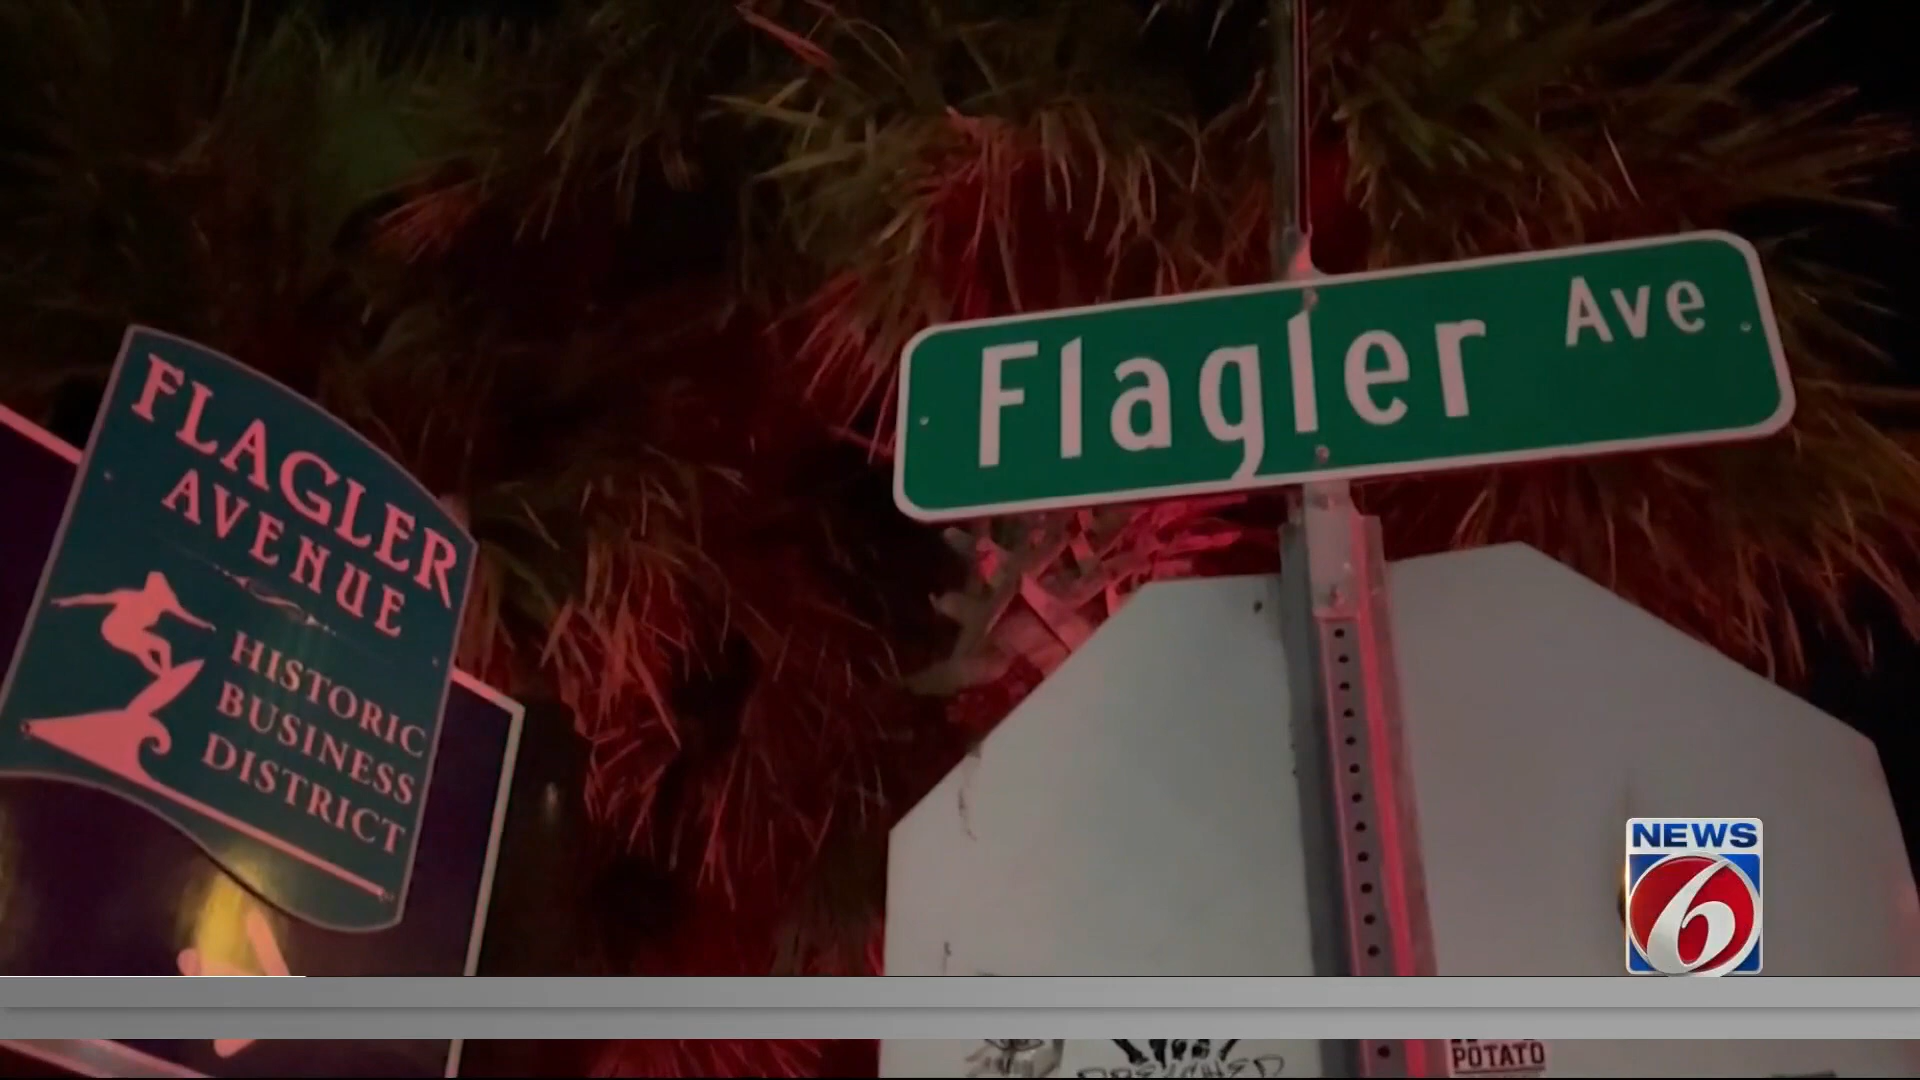 FLAGLER
AVENUE
HISTORIC
BUSINESS
DISTRICT
Flagler Ave
NEWS
6
POTATO